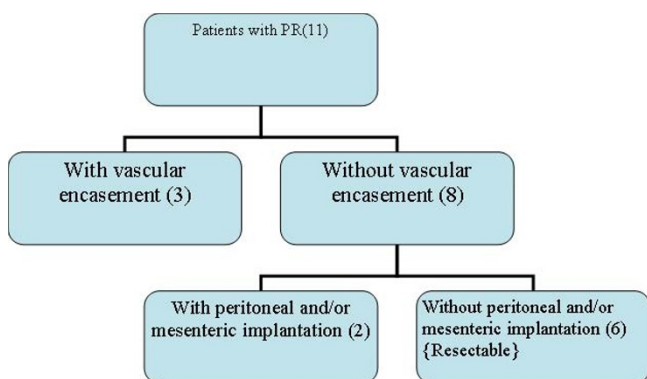 Patients with PR(11)
With vascular
encasement (3)
Without vascular
encasement (8)
With peritoneal and/or
mesenteric implantation (2)
Without peritoneal and/or
mesenteric implantation (6)
{Resectable}